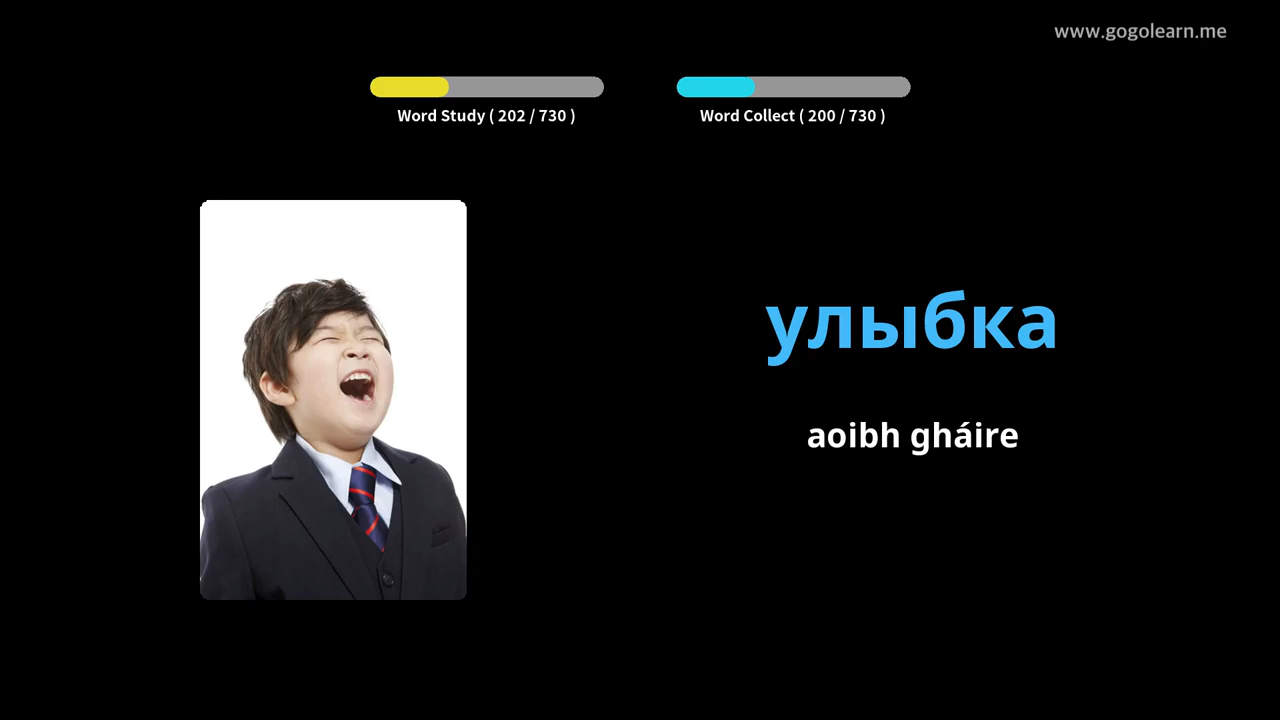 www.gogolearn.me
Word Study ( 202 / 730 )
Word Collect ( 200 / 730 )
улыбка
aoibh gháire